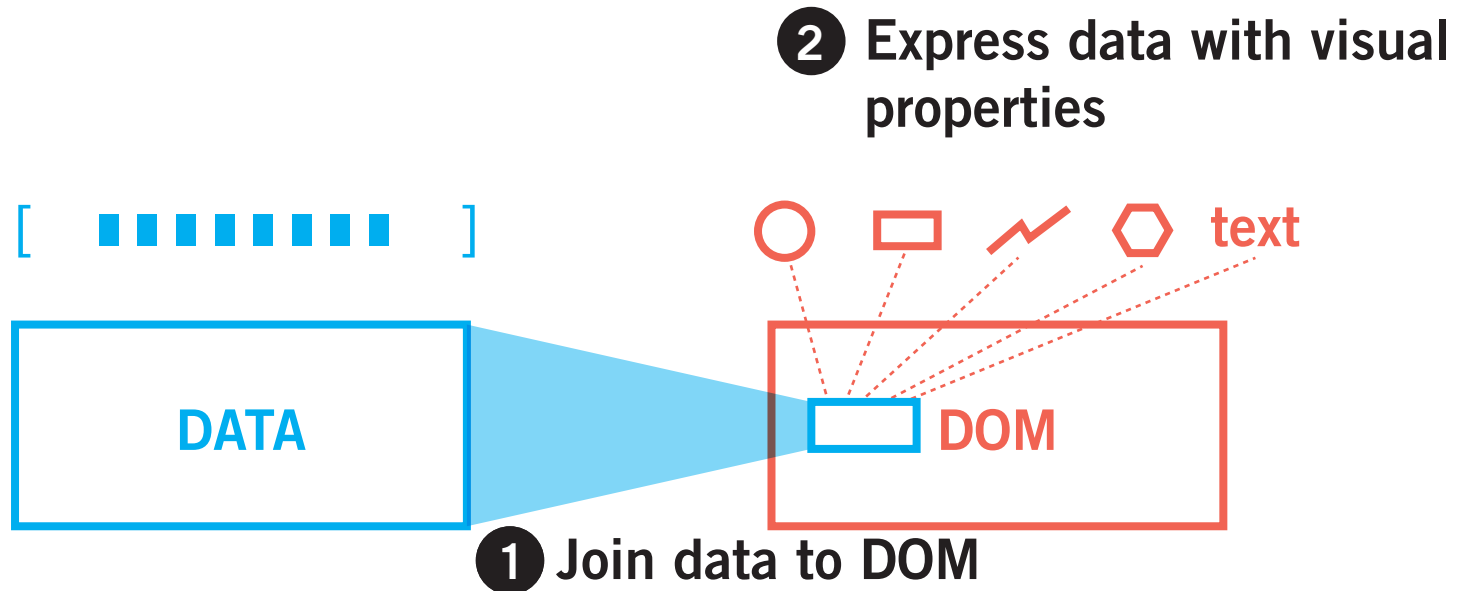 2 Express data with visual
properties
[ ]
text
DATA
DOM
1 Join data to DOM